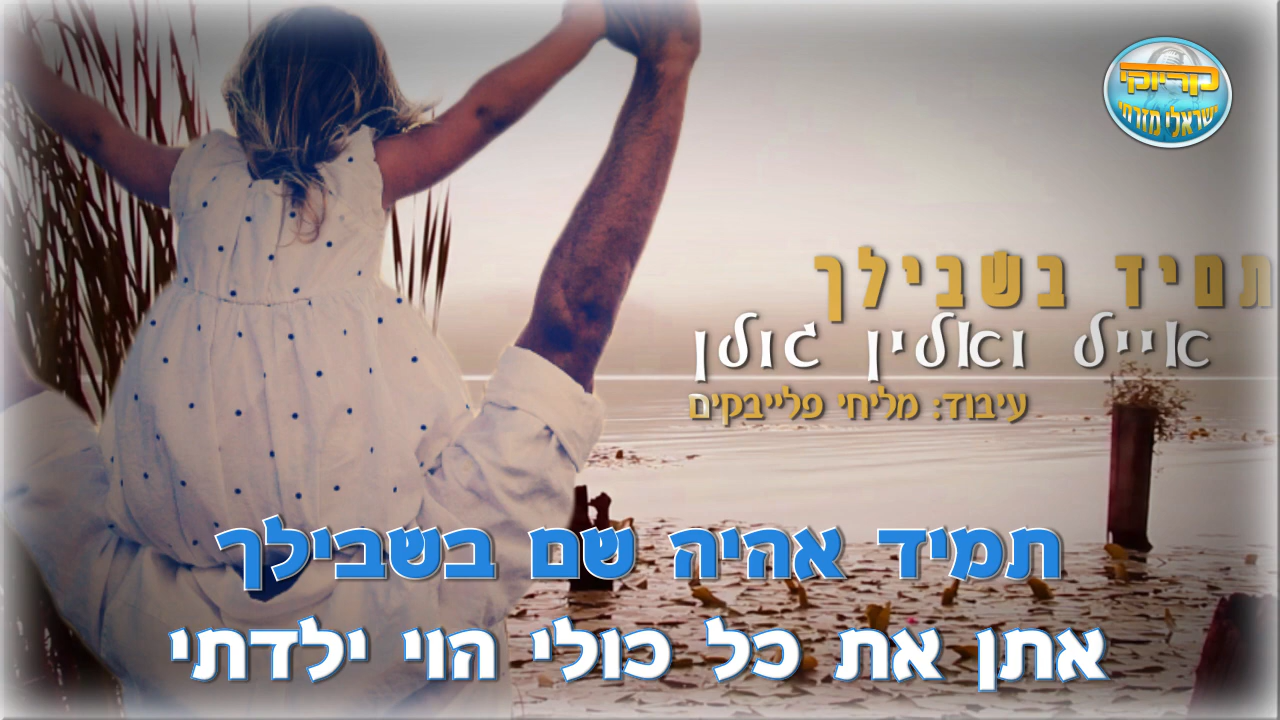 קריוקי
ישראלי מזרחי
תמיד בשבילך
אייל ואלין גולן
עיבוד: מליחי פלייבקים
תמיד אהיה שם בשבילך
אתן את כל כולי הוי ילדתי